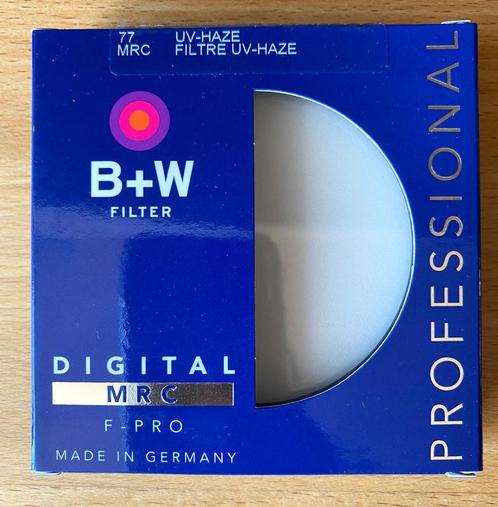 77 UV-HAZE
MRC FILTRE UV-HAZE
B+W
FILTER
DIGITAL
MRC
F-PRO
MADE IN GERMANY
PROFESSIONAL